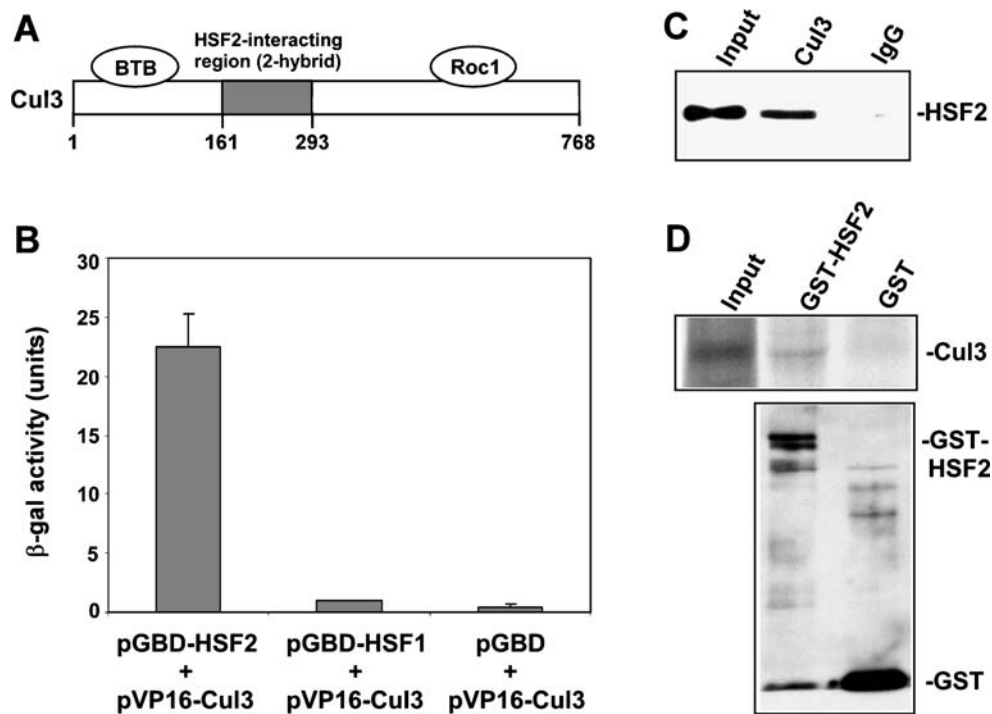 A
HSF2-interacting
region (2-hybrid)
BTB
Roc1
Cul3
1 161 293 768
B
β-gal activity (units)
30
25
20
15
10
5
0
pGBD-HSF2
+
pVP16-Cul3
pGBD-HSF1
+
pVP16-Cul3
pGBD
+
pVP16-Cul3
C
Input
Cul3
IgG
-HSF2
D
Input
GST-HSF2
GST
-Cul3
-GST-
HSF2
-GST